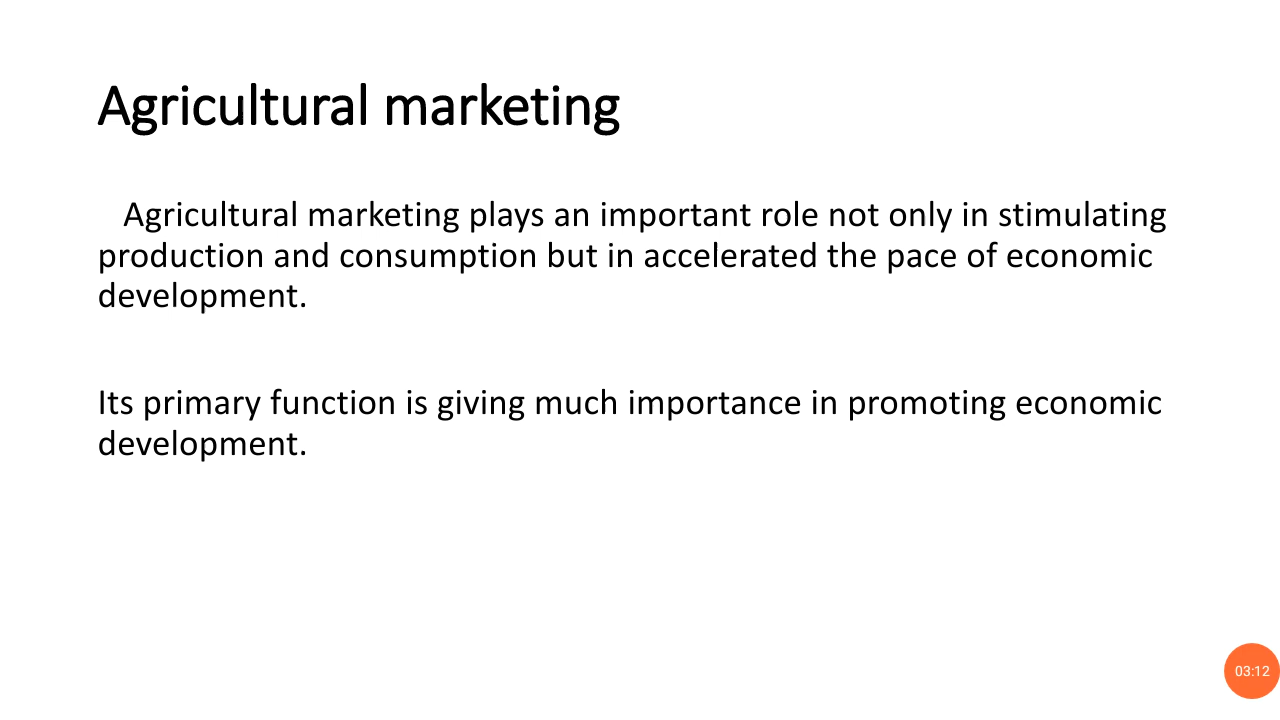 Agricultural marketing
Agricultural marketing plays an important role not only in stimulating
production and consumption but in accelerated the pace of economic
development.
Its primary function is giving much importance in promoting economic
development.
03:12